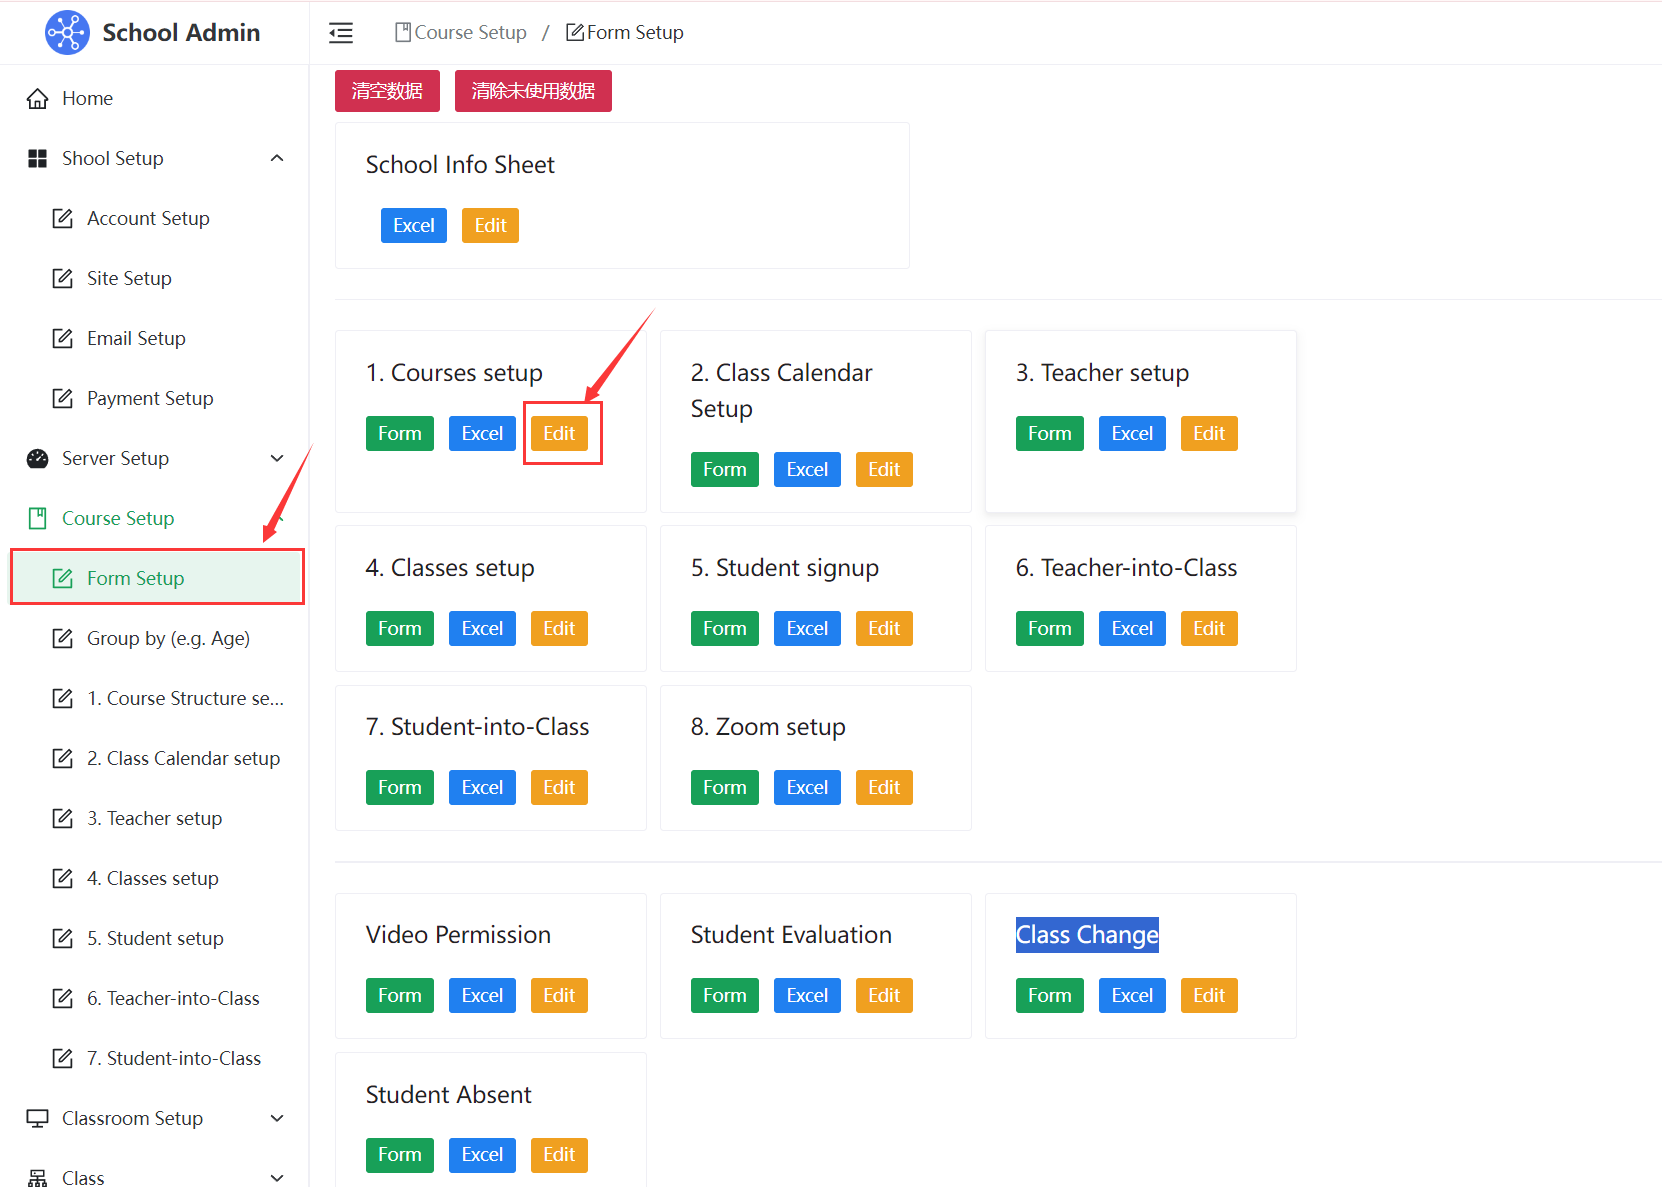 School Admin
Course Setup / Form Setup
Home
Shool Setup
Account Setup
Site Setup
Email Setup
Payment Setup
Server Setup
Course Setup
Form Setup
Group by (e.g. Age)
1. Course Structure se...
2. Class Calendar setup
3. Teacher setup
4. Classes setup
5. Student setup
6. Teacher-into-Class
7. Student-into-Class
Classroom Setup
Class
清空数据 清除未使用数据
School Info Sheet
Excel Edit
1. Courses setup
Form Excel Edit
2. Class Calendar
Setup
Form Excel Edit
3. Teacher setup
Form Excel Edit
4. Classes setup
Form Excel Edit
5. Student signup
Form Excel Edit
6. Teacher-into-Class
Form Excel Edit
7. Student-into-Class
Form Excel Edit
8. Zoom setup
Form Excel Edit
Video Permission
Form Excel Edit
Student Evaluation
Form Excel Edit
Class Change
Form Excel Edit
Student Absent
Form Excel Edit